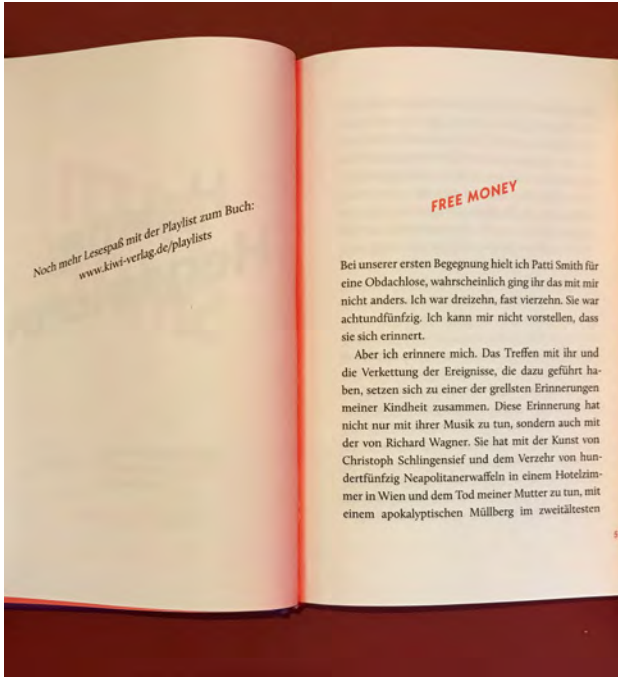 Noch mehr Lesespaß mit der Playlist zum Buch:
www.kiwi-verlag.de/playlists
FREE MONEY
Bei unserer ersten Begegnung hielt ich Patti Smith für
eine Obdachlose, wahrscheinlich ging ihr das mit mir
nicht anders. Ich war dreizehn, fast vierzehn. Sie war
achtundfünfzig. Ich kann mir nicht vorstellen, dass
sie sich erinnert.
Aber ich erinnere mich. Das Treffen mit ihr und
die Verkettung der Ereignisse, die dazu geführt ha-
ben, setzen sich zu einer der grellsten Erinnerungen
meiner Kindheit zusammen. Diese Erinnerung hat
nicht nur mit ihrer Musik zu tun, sondern auch mit
der von Richard Wagner. Sie hat mit der Kunst von
Christoph Schlingensief und dem Verzehr von hun-
dertfünfzig Neapolitanerwaffeln in einem Hotelzim-
mer in Wien und dem Tod meiner Mutter zu tun, mit
einem apokalyptischen Müllberg im zweitältesten
5